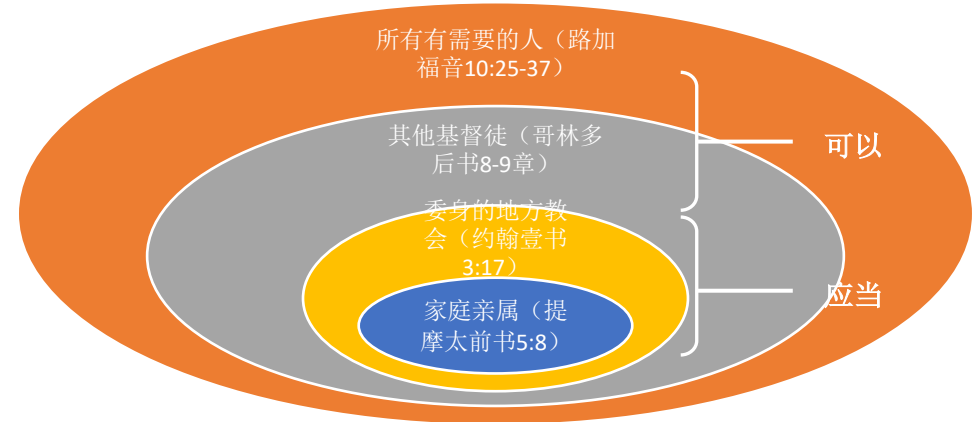 所有有需要的人（路加
福音10:25-37）
其他基督徒（哥林多
后书8-9章）
可以
委身的地方教
会（约翰壹书
3:17）
应当
家庭亲属（提
摩太前书5:8）